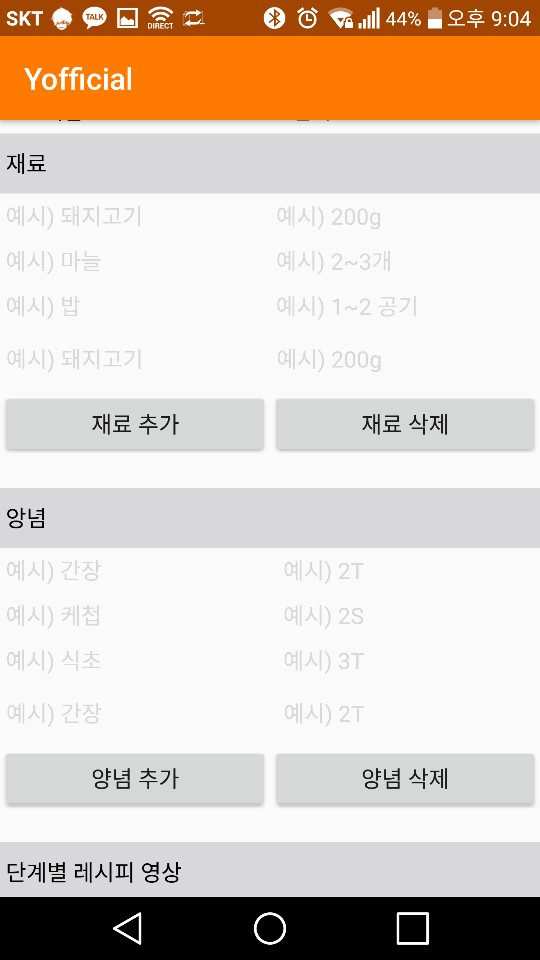 SKT TALK DIRECT 44% 오후 9:04
Yofficial
재료
예시) 돼지고기 예시) 200g
예시) 마늘 예시) 2~3개
예시) 밥 예시) 1~2 공기
예시) 돼지고기 예시) 200g
재료 추가 재료 삭제
양념
예시) 간장 예시) 2T
예시) 케첩 예시) 2S
예시) 식초 예시) 3T
예시) 간장 예시) 2T
양념 추가 양념 삭제
단계별 레시피 영상